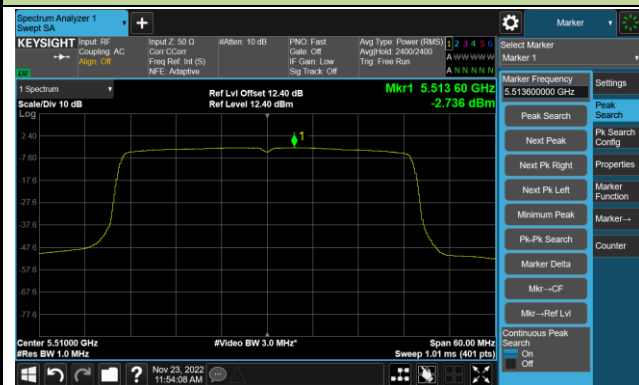 Spectrum Analyzer 1
Swept SA
+
Marker
KEYSIGHT
Input: RF
Coupling: AC
Align: Off
Input Z: 50 Ω
Corr CCorr
Freq Ref: Int (S)
NFE: Adaptive
#Atten: 10 dB
PNO: Fast
Gate: Off
IF Gain: Low
Sig Track: Off
Avg Type: Power (RMS)
Avg|Hold: 2400/2400
Trig: Free Run
1 2 3 4 5 6
A W W W W W
A N N N N N
Select Marker
Marker 1
LXI
1 Spectrum
Scale/Div 10 dB
Log
Ref Lvl Offset 12.40 dB
Ref Level 12.40 dBm
Mkr1 5.513 60 GHz
-2.736 dBm
1
2.40
-7.60
-17.6
-27.6
-37.6
-47.6
-57.6
-67.6
-77.6
Center 5.51000 GHz
#Res BW 1.0 MHz
#Video BW 3.0 MHz*
Span 60.00 MHz
Sweep 1.01 ms (401 pts)
Marker Frequency
5.513600000 GHz
Peak Search
Next Peak
Next Pk Right
Next Pk Left
Minimum Peak
Pk-Pk Search
Marker Delta
Mkr→CF
Mkr→Ref Lvl
Continuous Peak
Search
On
Off
Settings
Peak
Search
Pk Search
Config
Properties
Marker
Function
Marker→
Counter
?
Nov 23, 2022
11:54:08 AM